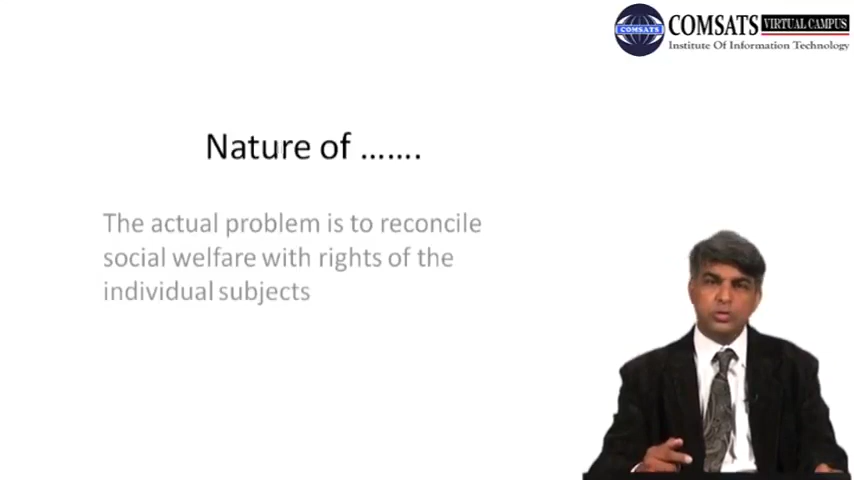 COMSATS
COMSATS VIRTUAL CAMPUS
Institute Of Information Technology
Nature of .......
The actual problem is to reconcile
social welfare with rights of the
individual subjects